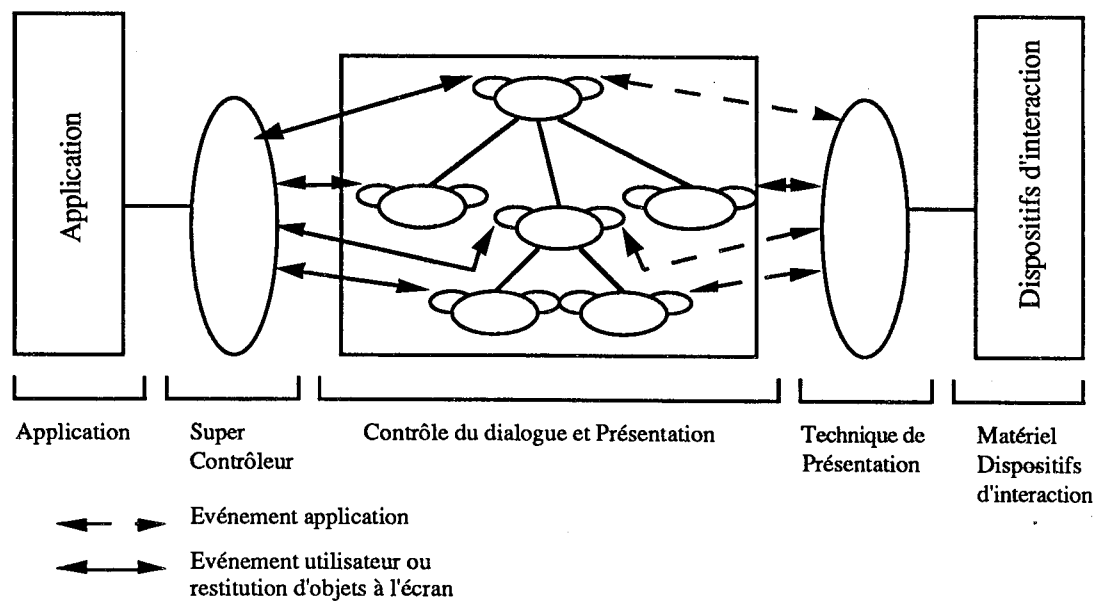 Application
Dispositifs d'interaction
Application
Super
Contrôleur
Contrôle du dialogue et Présentation
Technique de
Présentation
Matériel
Dispositifs
d'interaction
Evénement application
Evénement utilisateur ou
restitution d'objets à l'écran